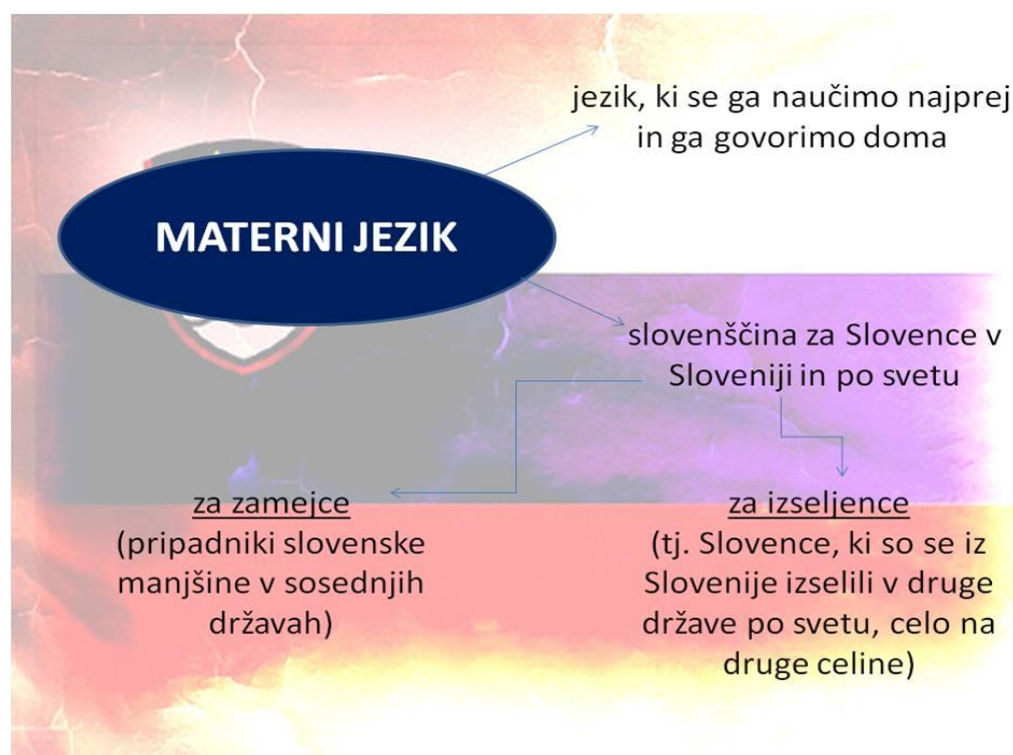 jezik, ki se ga naučimo najprej
in ga govorimo doma
MATERNI JEZIK
slovenščina za Slovence v
Sloveniji in po svetu
za zamejce
(pripadniki slovenske
manjšine v sosednjih
državah)
za izseljence
(tj. Slovence, ki so se iz
Slovenije izselili v druge
države po svetu, celo na
druge celine)